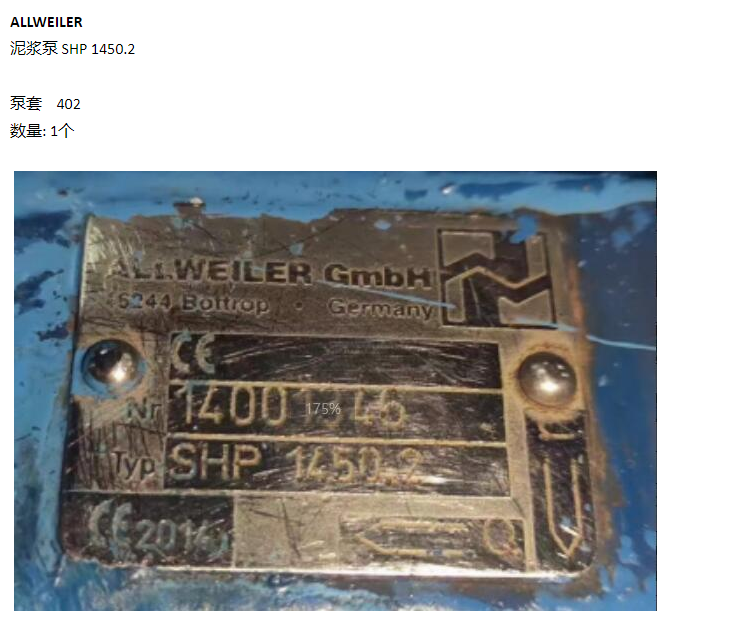 ALLWEILER
泥浆泵 SHP 1450.2
泵套 402
数量: 1个
ALLWEILER GmbH
Bottrop · Germany
CE
Nr
175%
Typ SHP 1450.2
CE 2016
Q